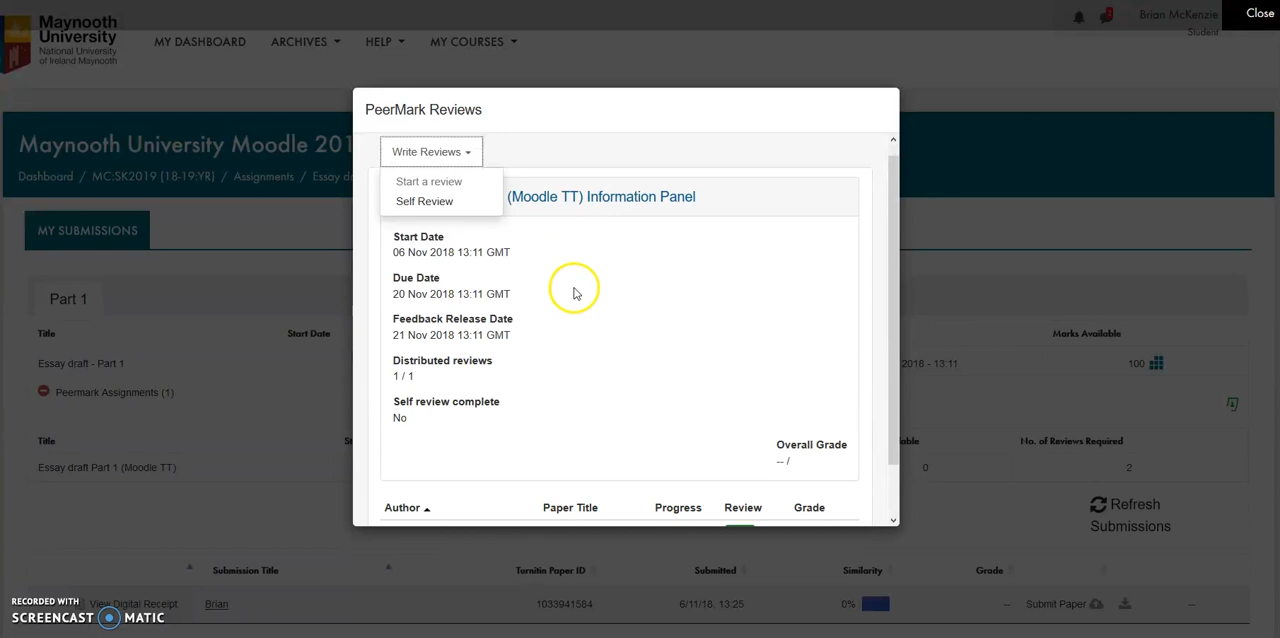 Maynooth
University
National University
of Ireland Maynooth
MY DASHBOARD
ARCHIVES
HELP
MY COURSES
2
Brian McKenzie
Student
Close
Maynooth University Moodle 201
Dashboard / MC:SK2019 (18-19:YR) / Assignments / Essay d
MY SUBMISSIONS
PeerMark Reviews
Write Reviews
Start a review
Self Review
(Moodle TT) Information Panel
Start Date
06 Nov 2018 13:11 GMT
Due Date
20 Nov 2018 13:11 GMT
Feedback Release Date
21 Nov 2018 13:11 GMT
Distributed reviews
1 / 1
Self review complete
No
Overall Grade
-- /
Author Paper Title Progress Review Grade
Part 1
Title Start Date Marks Available
Essay draft - Part 1 2018 - 13:11 100
Peermark Assignments (1)
Title St lable No. of Reviews Required
Essay draft Part 1 (Moodle TT) 0 2
Refresh
Submissions
Submission Title Turnitin Paper ID Submitted Similarity Grade
View Digital Receipt Brian 1033941584 6/11/18, 13:25 0% -- Submit Paper --
RECORDED WITH
SCREENCAST MATIC